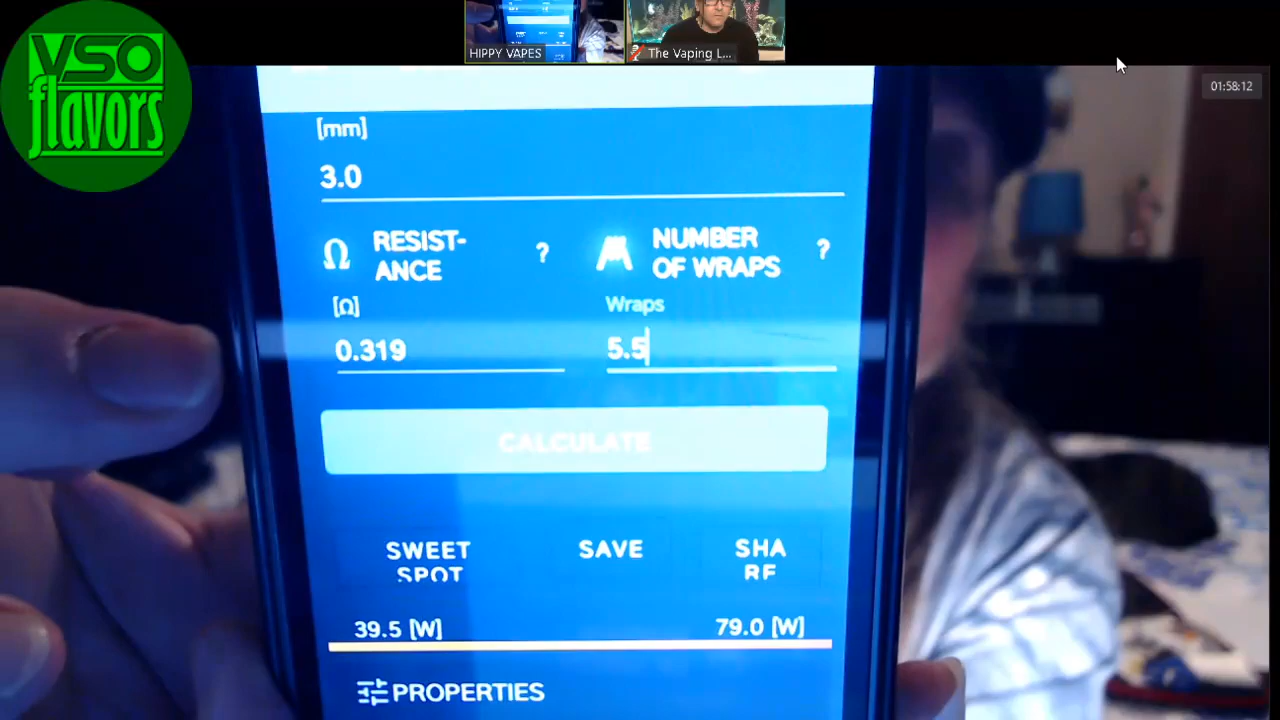 VSO
flavors
HIPPY VAPES
The Vaping L...
01:58:12
[mm]
3.0
Ω RESIST-
ANCE
?
NUMBER
OF WRAPS
?
[Ω]
Wraps
0.319
5.5
CALCULATE
SWEET
SPOT
SAVE
SHA
RE
39.5 [W]
79.0 [W]
PROPERTIES